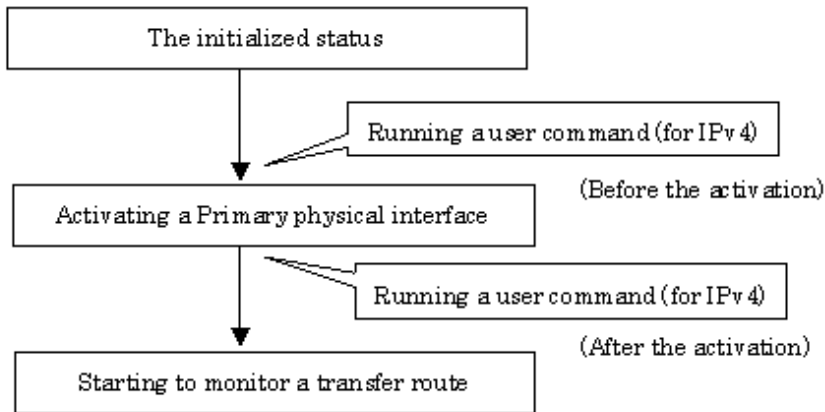 The initialized status
Running a user command (for IPv4)
(Before the activation)
Activating a Primary physical interface
Running a user command (for IPv4)
(After the activation)
Starting to monitor a transfer route